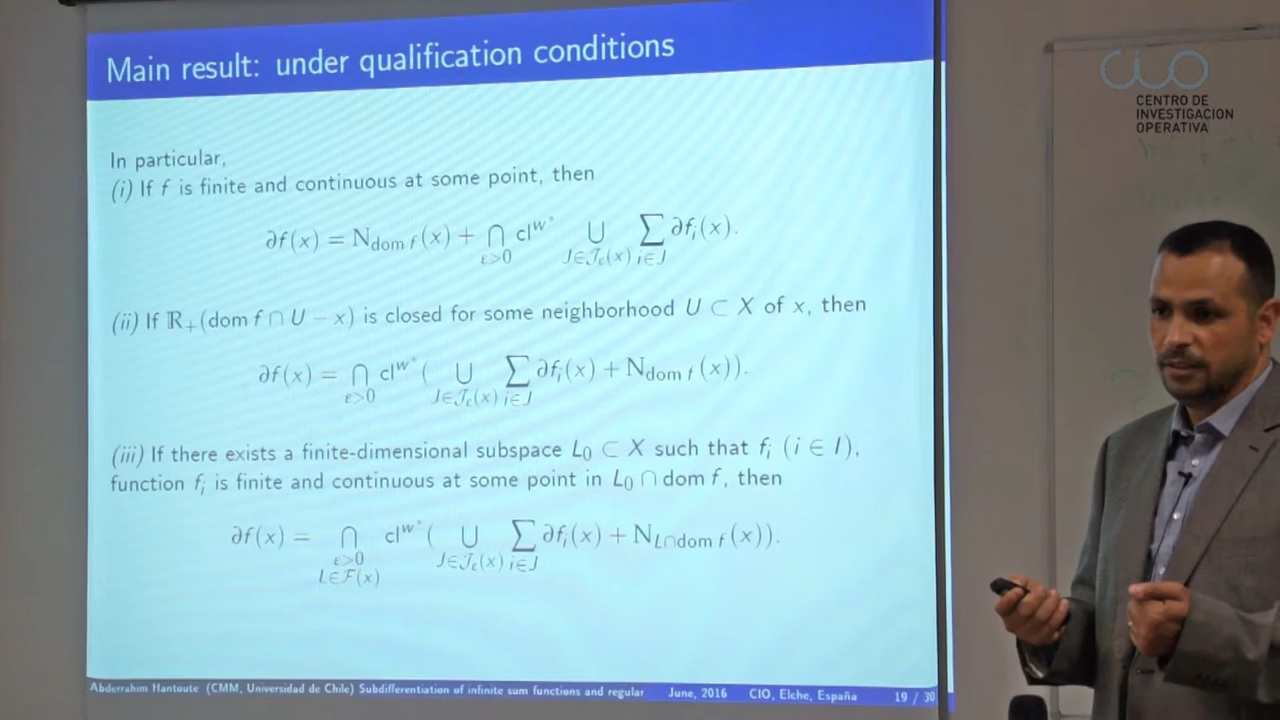 Main result: under qualification conditions
In particular,
(i) If f is finite and continuous at some point, then
∂f(x) = N_{dom f}(x) + ⋂_{ε>0} cl^{w*} ⋃_{J∈𝒥_ε(x)} ∑_{i∈J} ∂f_i(x).
(ii) If ℝ₊(dom f ∩ U − x) is closed for some neighborhood U ⊂ X of x, then
∂f(x) = ⋂_{ε>0} cl^{w*} ( ⋃_{J∈𝒥_ε(x)} ∑_{i∈J} ∂f_i(x) + N_{dom f}(x)).
(iii) If there exists a finite-dimensional subspace L₀ ⊂ X such that f_i (i ∈ I),
function f_i is finite and continuous at some point in L₀ ∩ dom f, then
∂f(x) = ⋂_{ε>0, L∈ℱ(x)} cl^{w*} ( ⋃_{J∈𝒥_ε(x)} ∑_{i∈J} ∂f_i(x) + N_{L∩dom f}(x)).
Abderrahim Hantoute (CMM, Universidad de Chile) Subdifferentiation of infinite sum functions and regular June, 2016 CIO, Elche, España 19 / 30
CIO
CENTRO DE
INVESTIGACION
OPERATIVA